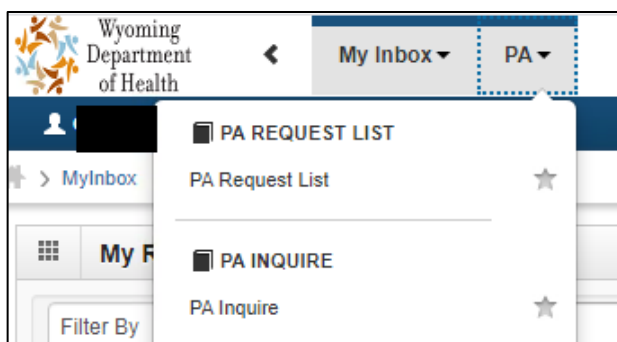 Wyoming
Department
of Health
My Inbox
PA
PA REQUEST LIST
MyInbox
PA Request List
My R
PA INQUIRE
PA Inquire
Filter By